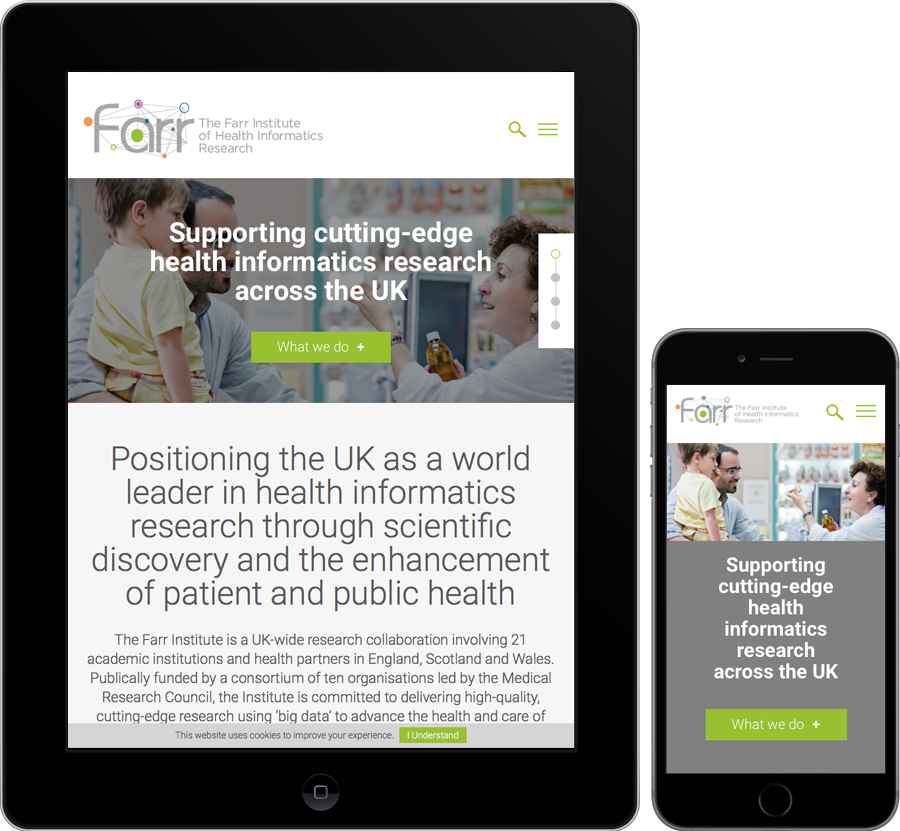 Farr
The Farr Institute
of Health Informatics
Research
Supporting cutting-edge
health informatics research
across the UK
What we do +
Positioning the UK as a world
leader in health informatics
research through scientific
discovery and the enhancement
of patient and public health
The Farr Institute is a UK-wide research collaboration involving 21
academic institutions and health partners in England, Scotland and Wales.
Publically funded by a consortium of ten organisations led by the Medical
Research Council, the Institute is committed to delivering high-quality,
cutting-edge research using ‘big data’ to advance the health and care of
This website uses cookies to improve your experience. I Understand
Farr
The Farr Institute
of Health Informatics
Research
Supporting
cutting-edge
health
informatics
research
across the UK
What we do +